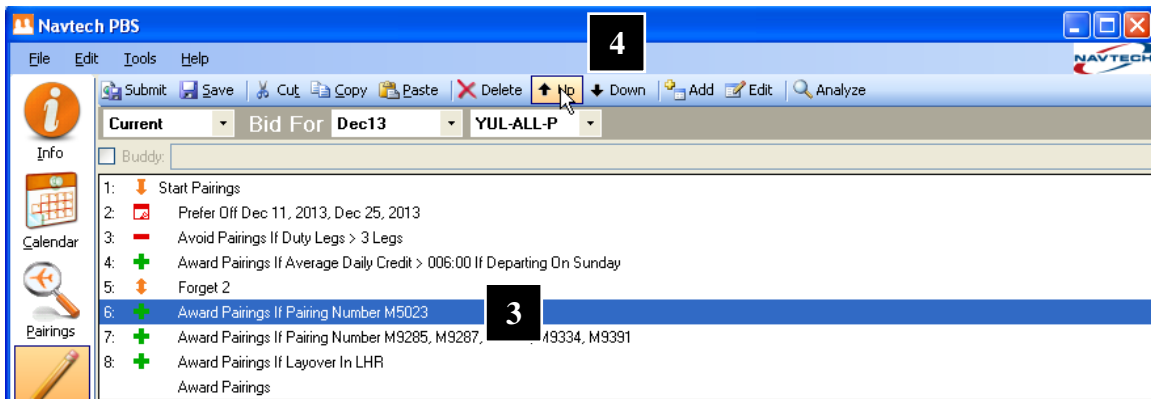 Navtech PBS
4
File Edit Tools Help
NAVTECH
Submit Save Cut Copy Paste Delete Up Down Add Edit Analyze
Current Bid For Dec13 YUL-ALL-P
Info
Buddy:
1: Start Pairings
2: Prefer Off Dec 11, 2013, Dec 25, 2013
3: Avoid Pairings If Duty Legs > 3 Legs
Calendar
4: Award Pairings If Average Daily Credit > 006:00 If Departing On Sunday
5: Forget 2
6: Award Pairings If Pairing Number M5023
3
Pairings
7: Award Pairings If Pairing Number M9285, M9287, M9334, M9391
8: Award Pairings If Layover In LHR
Award Pairings